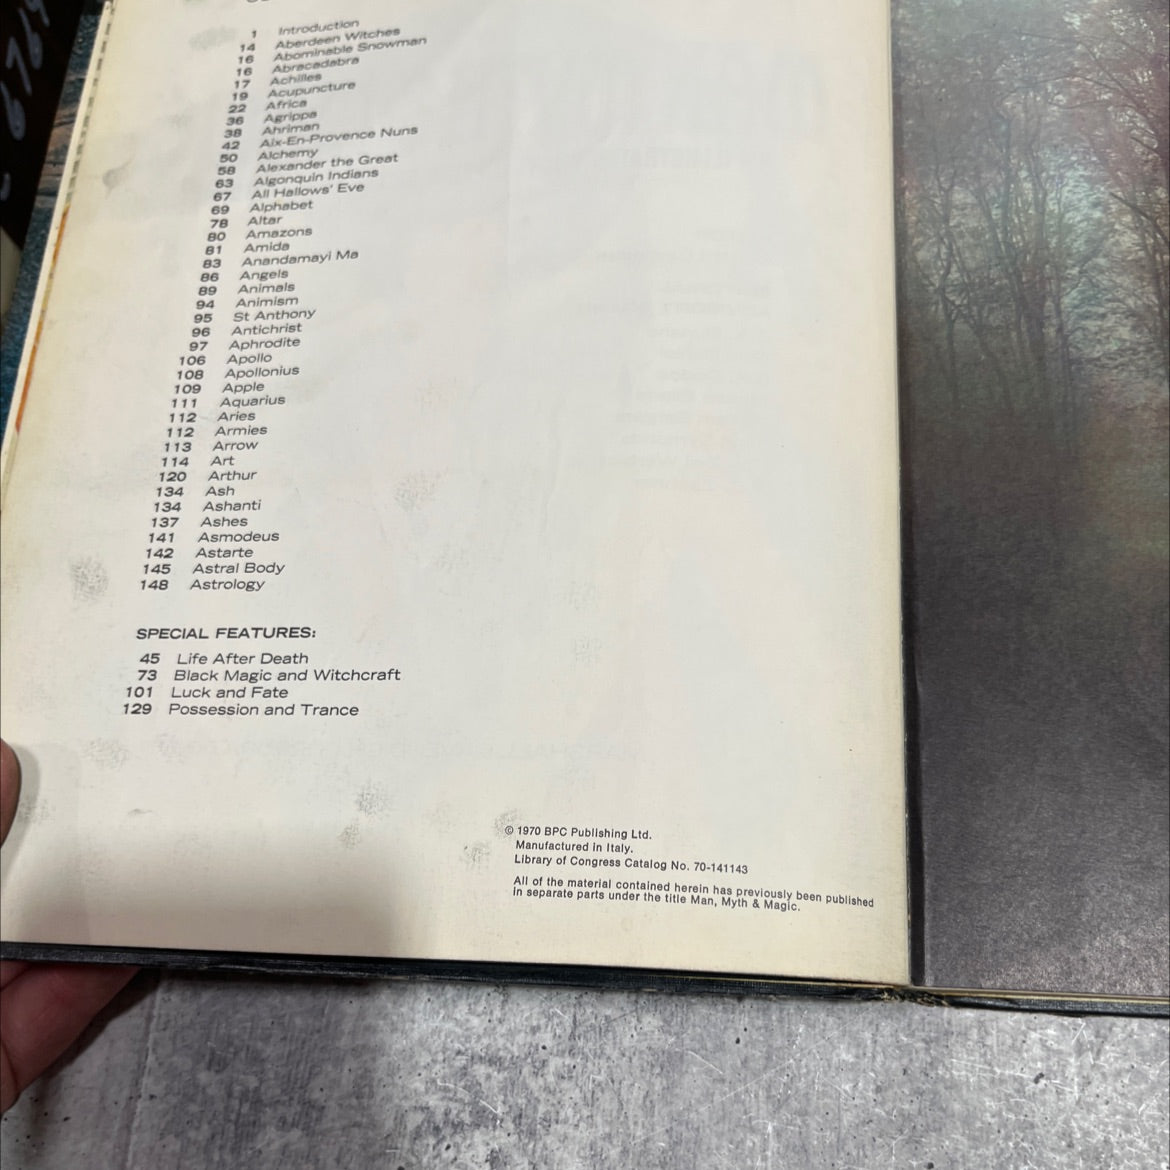 1 Introduction
14 Aberdeen Witches
16 Abominable Snowman
16 Abracadabra
17 Achilles
19 Acupuncture
22 Africa
36 Agrippa
38 Ahriman
42 Aix-En-Provence Nuns
50 Alchemy
58 Alexander the Great
63 Algonquin Indians
67 All Hallows' Eve
69 Alphabet
78 Altar
80 Amazons
81 Amida
83 Anandamayi Ma
86 Angels
89 Animals
94 Animism
95 St Anthony
96 Antichrist
97 Aphrodite
106 Apollo
108 Apollonius
109 Apple
111 Aquarius
112 Aries
112 Armies
113 Arrow
114 Art
120 Arthur
134 Ash
134 Ashanti
137 Ashes
141 Asmodeus
142 Astarte
145 Astral Body
148 Astrology
SPECIAL FEATURES:
45 Life After Death
73 Black Magic and Witchcraft
101 Luck and Fate
129 Possession and Trance
© 1970 BPC Publishing Ltd.
Manufactured in Italy.
Library of Congress Catalog No. 70-141143
All of the material contained herein has previously been published
in separate parts under the title Man, Myth & Magic.